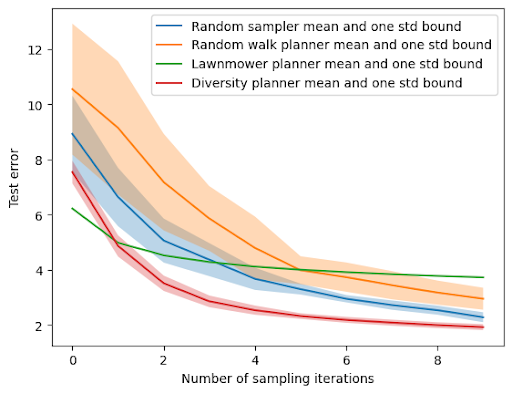 Random sampler mean and one std bound
Random walk planner mean and one std bound
Lawnmower planner mean and one std bound
Diversity planner mean and one std bound
12
10
8
6
4
2
Test error
0 2 4 6 8
Number of sampling iterations